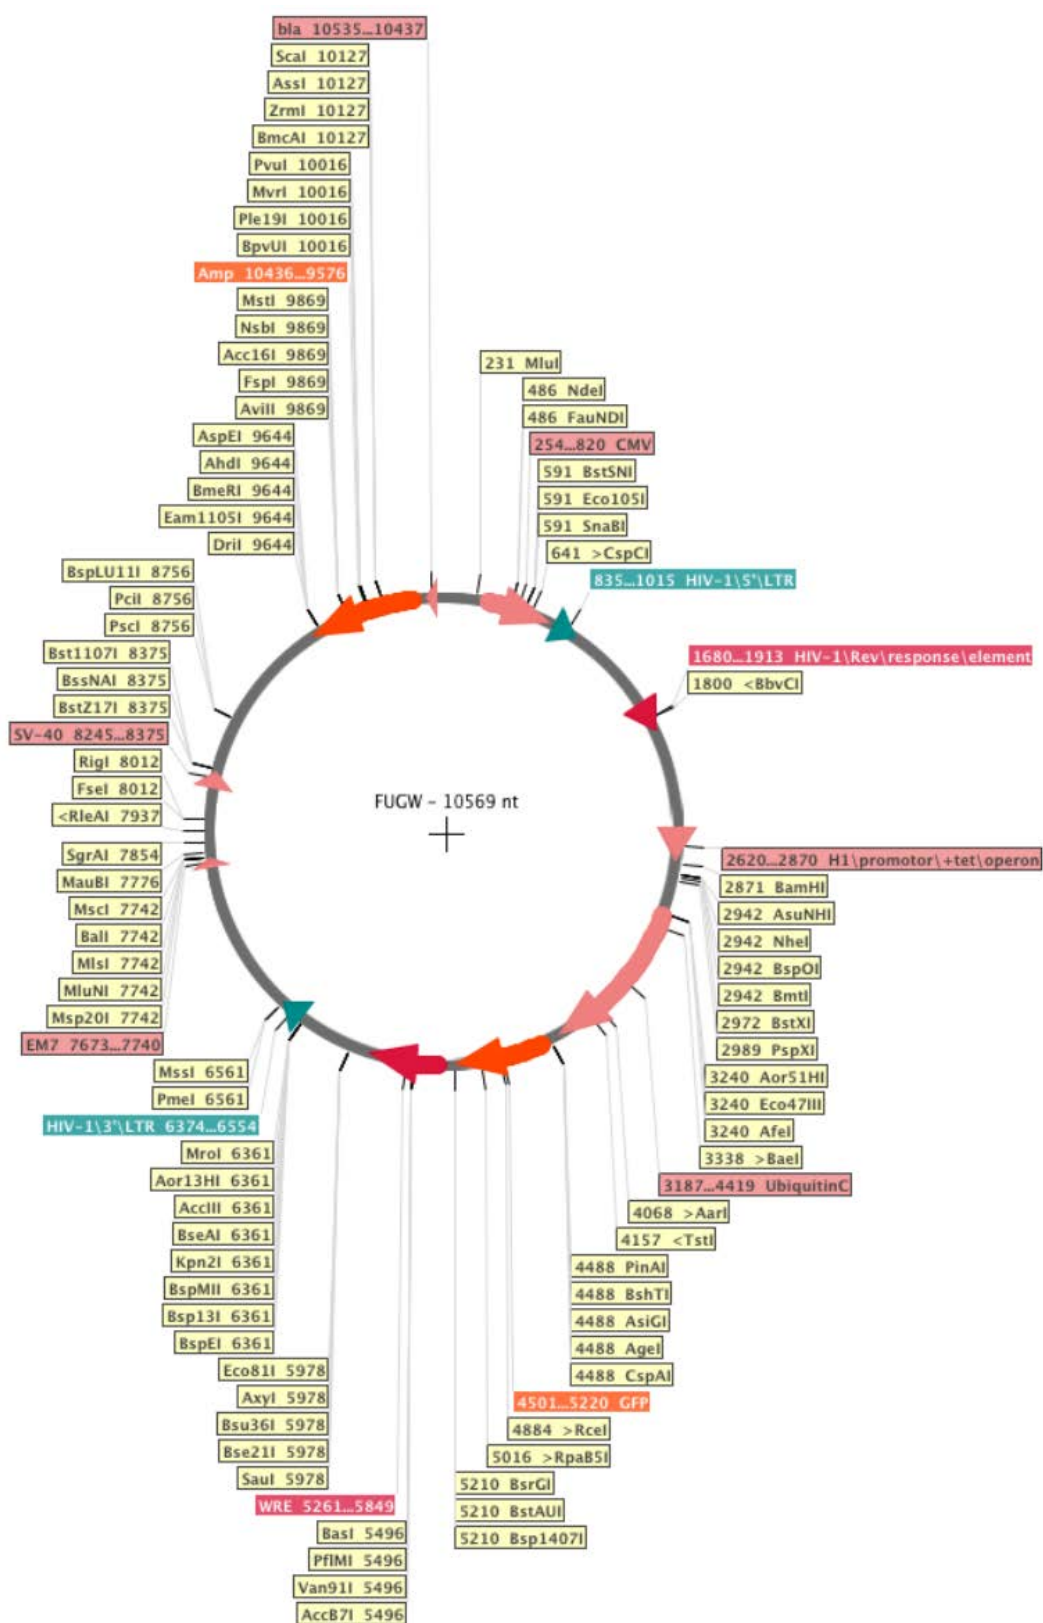 bla 10535...10437
ScaI 10127
AssI 10127
ZrmI 10127
BmcAI 10127
PvuI 10016
MvrI 10016
Ple19I 10016
BpvUI 10016
Amp 10436...9576
MstI 9869
NsbI 9869
Acc16I 9869
FspI 9869
AviII 9869
AspEI 9644
AhdI 9644
BmeRI 9644
Eam1105I 9644
DriI 9644
BspLU11I 8756
PciI 8756
PscI 8756
Bst1107I 8375
BssNAI 8375
BstZ17I 8375
SV-40 8245...8375
RigI 8012
FseI 8012
<RleAI 7937
SgrAI 7854
MauBI 7776
MscI 7742
BalI 7742
MlsI 7742
MluNI 7742
Msp20I 7742
EM7 7673...7740
MssI 6561
PmeI 6561
HIV-1\3'\LTR 6374...6554
MroI 6361
Aor13HI 6361
AccIII 6361
BseAI 6361
Kpn2I 6361
BspMII 6361
Bsp13I 6361
BspEI 6361
Eco81I 5978
AxyI 5978
Bsu36I 5978
Bse21I 5978
SauI 5978
WRE 5261...5849
BasI 5496
PflMI 5496
Van91I 5496
AccB7I 5496
FUGW - 10569 nt
231 MluI
486 NdeI
486 FauNDI
254...820 CMV
591 BstSNI
591 Eco105I
591 SnaBI
641 >CspCI
835...1015 HIV-1\5'\LTR
1680...1913 HIV-1\Rev\response\element
1800 <BbvCI
2620...2870 H1\promotor\+tet\operon
2871 BamHI
2942 AsuNHI
2942 NheI
2942 BspOI
2942 BmtI
2972 BstXI
2989 PspXI
3240 Aor51HI
3240 Eco47III
3240 AfeI
3338 >BaeI
3187...4419 UbiquitinC
4068 >AarI
4157 <TstI
4488 PinAI
4488 BshTI
4488 AsiGI
4488 AgeI
4488 CspAI
4501...5220 GFP
4884 >RceI
5016 >RpaB5I
5210 BsrGI
5210 BstAUI
5210 Bsp1407I